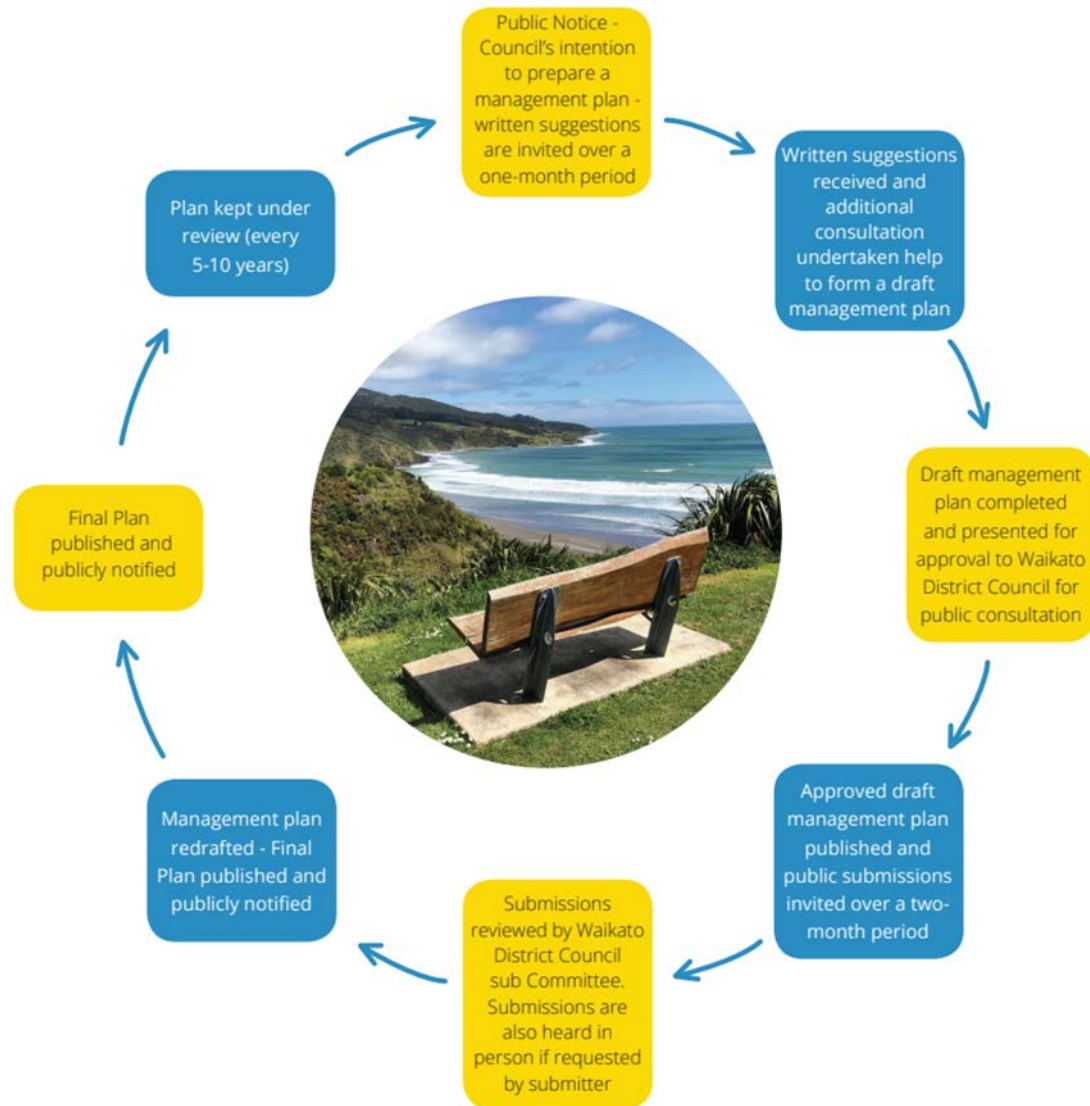 Public Notice -
Council's intention
to prepare a
management plan -
written suggestions
are invited over a
one-month period
Written suggestions
received and
additional
consultation
undertaken help
to form a draft
management plan
Draft management
plan completed
and presented for
approval to Waikato
District Council for
public consultation
Approved draft
management plan
published and
public submissions
invited over a two-
month period
Submissions
reviewed by Waikato
District Council
sub Committee.
Submissions are
also heard in
person if requested
by submitter
Management plan
redrafted - Final
Plan published and
publicly notified
Final Plan
published and
publicly notified
Plan kept under
review (every
5-10 years)